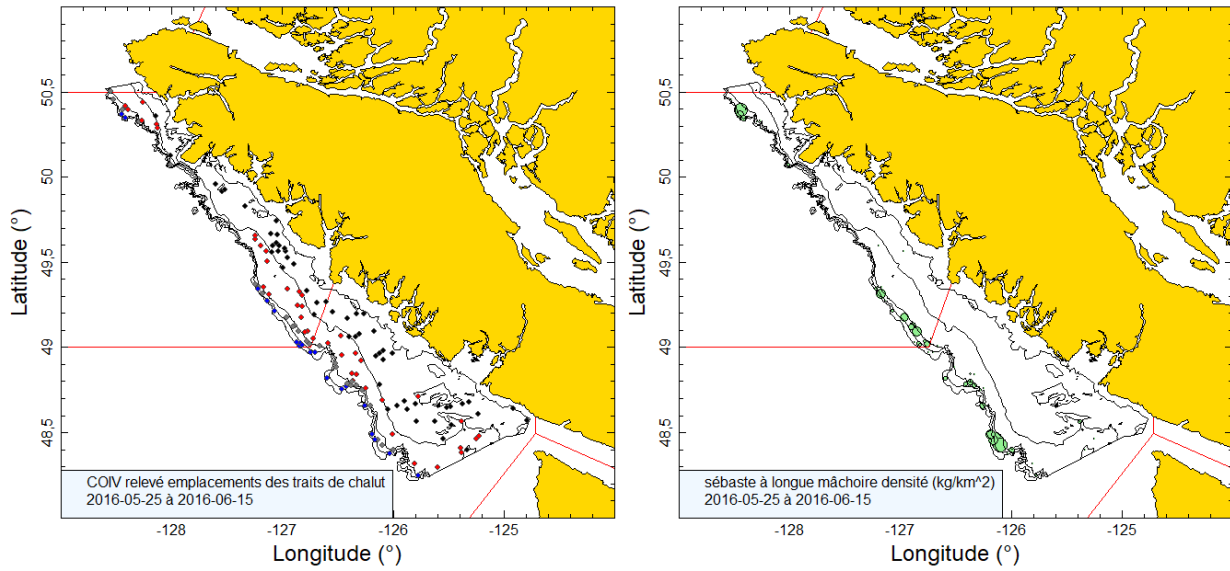 50,5
50
49,5
49
48,5
Latitude (°)
-128
-127
-126
-125
Longitude (°)
COIV relevé emplacements des traits de chalut
2016-05-25 à 2016-06-15
50,5
50
49,5
49
48,5
Latitude (°)
-128
-127
-126
-125
Longitude (°)
sébaste à longue mâchoire densité (kg/km^2)
2016-05-25 à 2016-06-15